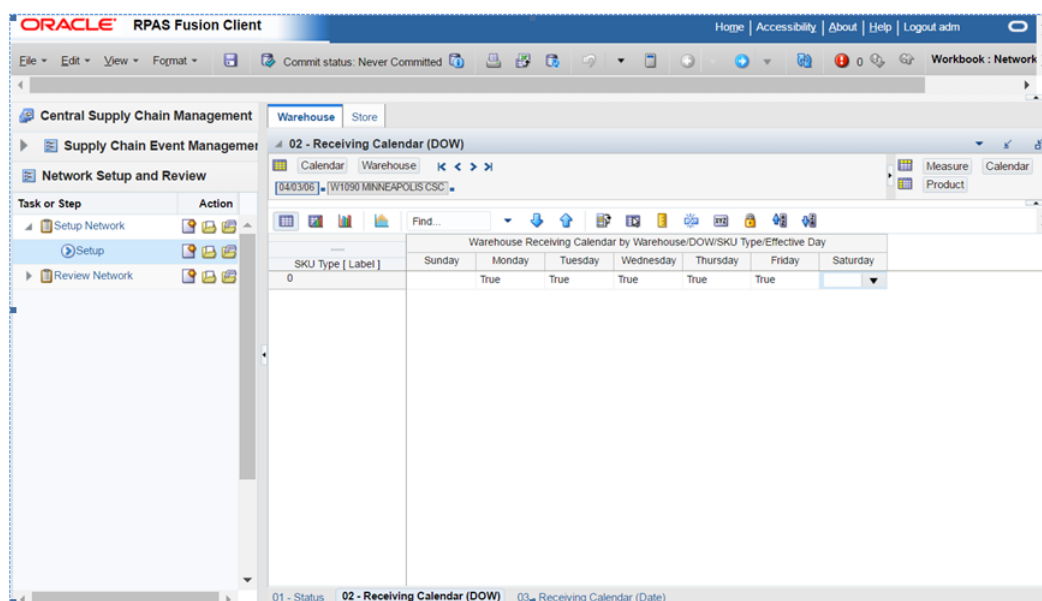 ORACLE® RPAS Fusion Client
Home | Accessibility | About | Help | Logout adm
File Edit View Format Commit status: Never Committed 0 Workbook : Network
Central Supply Chain Management
Supply Chain Event Managemer
Network Setup and Review
Task or Step Action
Setup Network
Setup
Review Network
Warehouse Store
02 - Receiving Calendar (DOW)
Calendar Warehouse
04/03/06 W1090 MINNEAPOLIS CSC
Measure Calendar
Product
Find...
Warehouse Receiving Calendar by Warehouse/DOW/SKU Type/Effective Day
SKU Type [ Label ] Sunday Monday Tuesday Wednesday Thursday Friday Saturday
0 True True True True True
01 - Status 02 - Receiving Calendar (DOW) 03 - Receiving Calendar (Date)